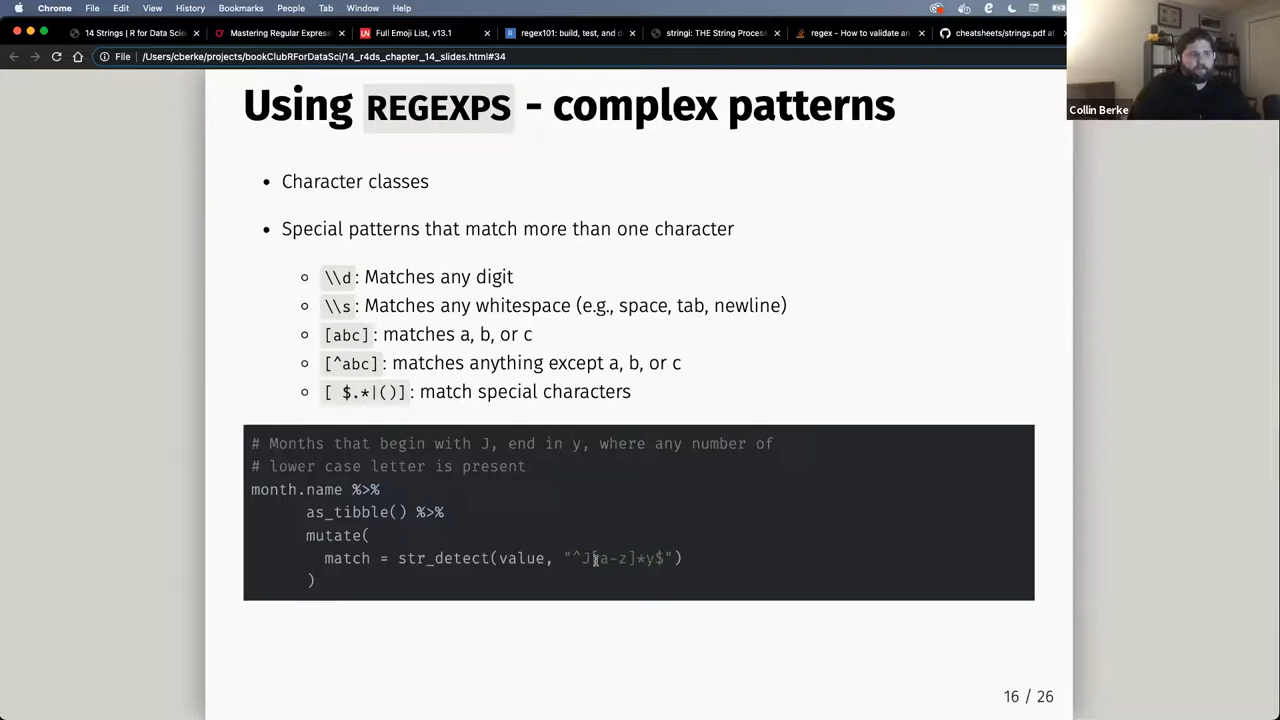 Chrome File Edit View History Bookmarks People Tab Window Help
14 Strings | R for Data Scien
Mastering Regular Express
Full Emoji List, v13.1
regex101: build, test, and d
stringi: THE String Process
regex - How to validate an
cheatsheets/strings.pdf at
File /Users/cberke/projects/bookClubRForDataSci/14_r4ds_chapter_14_slides.html#34
Collin Berke
Using REGEXPS - complex patterns
Character classes
Special patterns that match more than one character
\\d: Matches any digit
\\s: Matches any whitespace (e.g., space, tab, newline)
[abc]: matches a, b, or c
[^abc]: matches anything except a, b, or c
[ $.*|()]: match special characters
# Months that begin with J, end in y, where any number of
# lower case letter is present
month.name %>%
as_tibble() %>%
mutate(
match = str_detect(value, "^J[a-z]*y$")
)
16 / 26